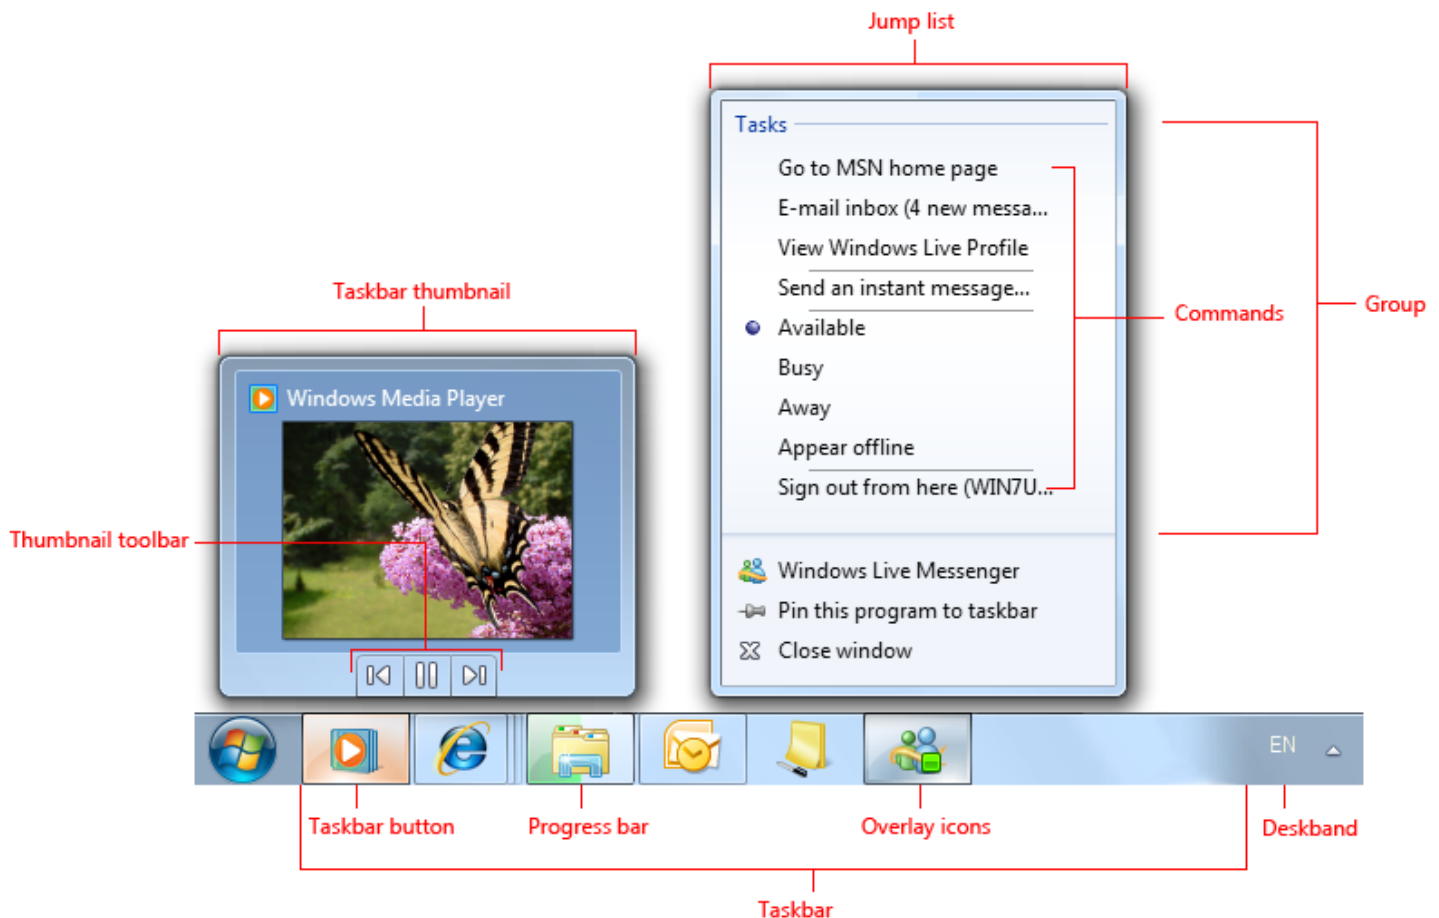 Jump list
Tasks
Go to MSN home page
E-mail inbox (4 new messa...
View Windows Live Profile
Send an instant message...
Available
Busy
Away
Appear offline
Sign out from here (WIN7U...
Commands
Group
Windows Live Messenger
Pin this program to taskbar
Close window
Taskbar thumbnail
Windows Media Player
Thumbnail toolbar
EN
Taskbar button
Progress bar
Overlay icons
Deskband
Taskbar